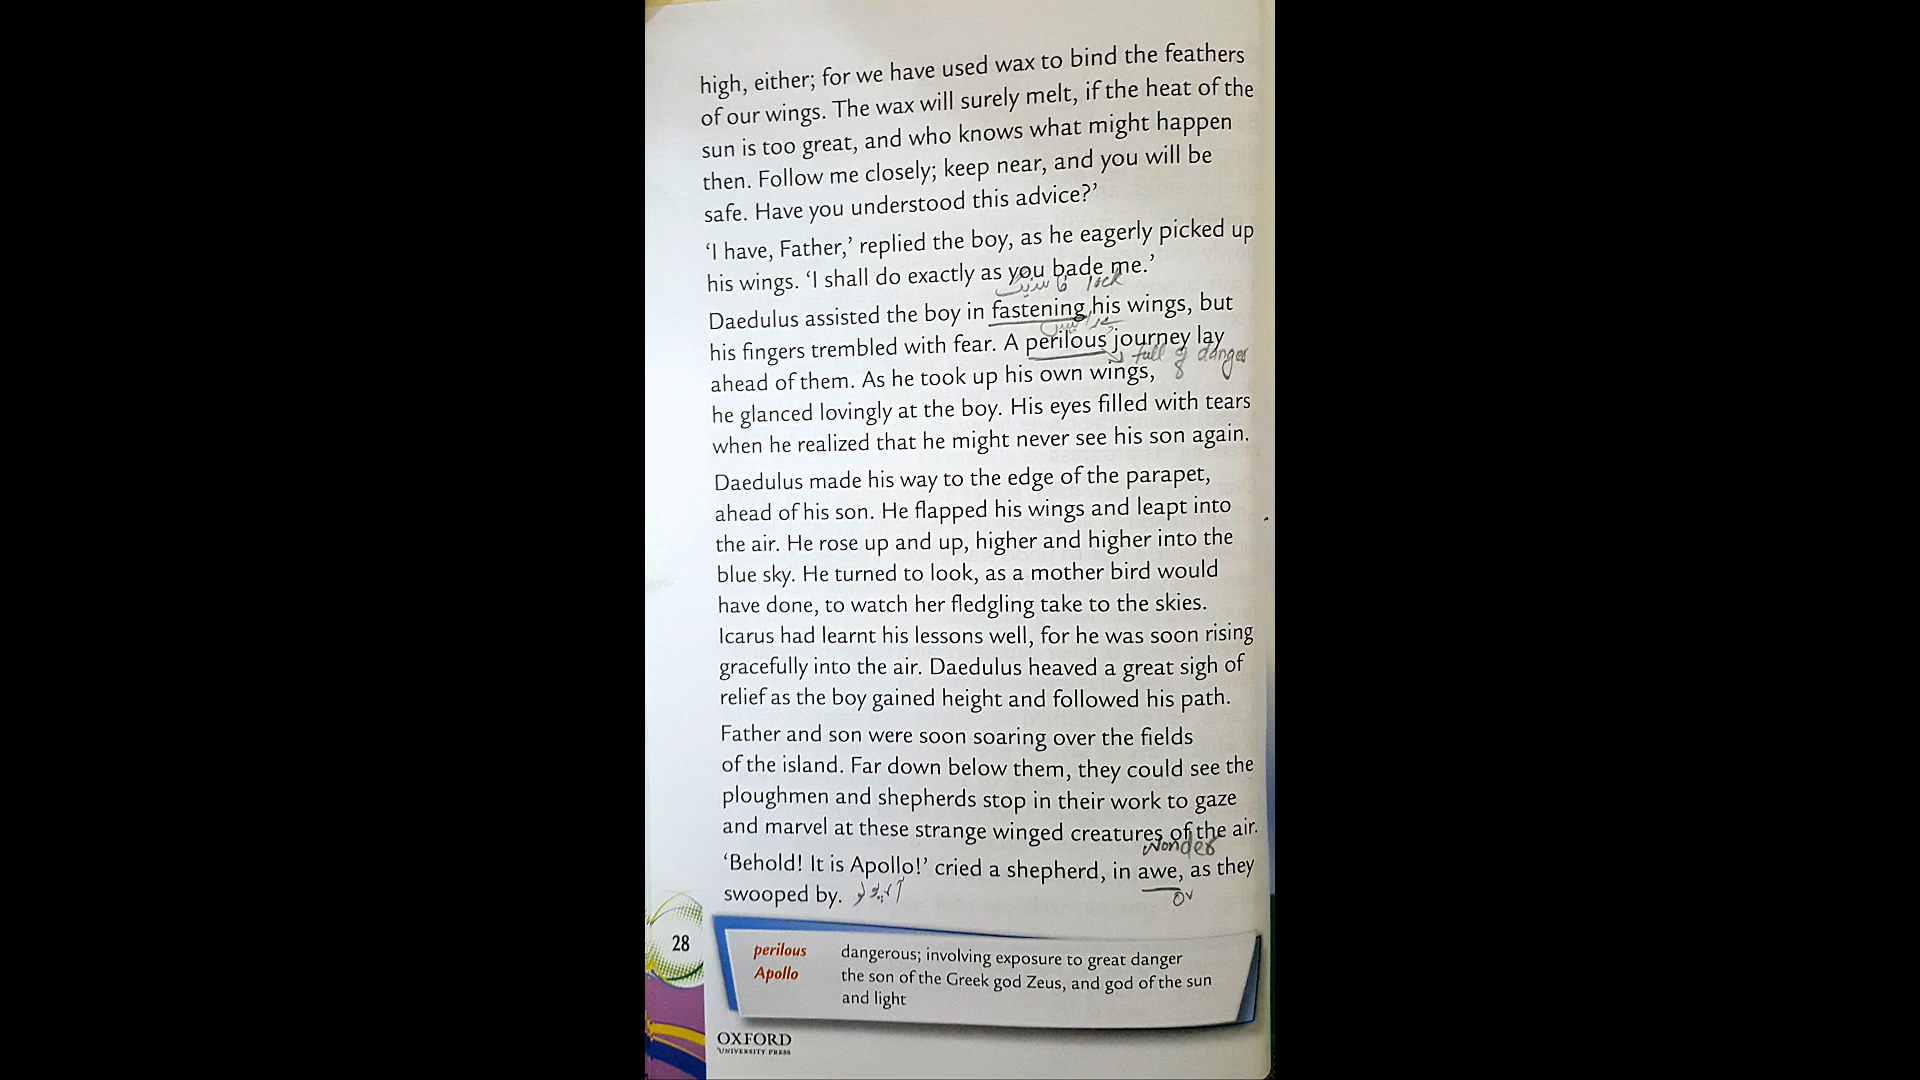 high, either; for we have used wax to bind the feathers
of our wings. The wax will surely melt, if the heat of the
sun is too great, and who knows what might happen
then. Follow me closely; keep near, and you will be
safe. Have you understood this advice?’
‘I have, Father,’ replied the boy, as he eagerly picked up
his wings. ‘I shall do exactly as you bade me.’
lock
Daedulus assisted the boy in fastening his wings, but
his fingers trembled with fear. A perilous journey lay
full of danger
ahead of them. As he took up his own wings,
he glanced lovingly at the boy. His eyes filled with tears
when he realized that he might never see his son again.
Daedulus made his way to the edge of the parapet,
ahead of his son. He flapped his wings and leapt into
the air. He rose up and up, higher and higher into the
blue sky. He turned to look, as a mother bird would
have done, to watch her fledgling take to the skies.
Icarus had learnt his lessons well, for he was soon rising
gracefully into the air. Daedulus heaved a great sigh of
relief as the boy gained height and followed his path.
Father and son were soon soaring over the fields
of the island. Far down below them, they could see the
ploughmen and shepherds stop in their work to gaze
and marvel at these strange winged creatures of the air.
wonder
‘Behold! It is Apollo!’ cried a shepherd, in awe, as they
swooped by.
28
perilous dangerous; involving exposure to great danger
Apollo the son of the Greek god Zeus, and god of the sun
and light
OXFORD
UNIVERSITY PRESS